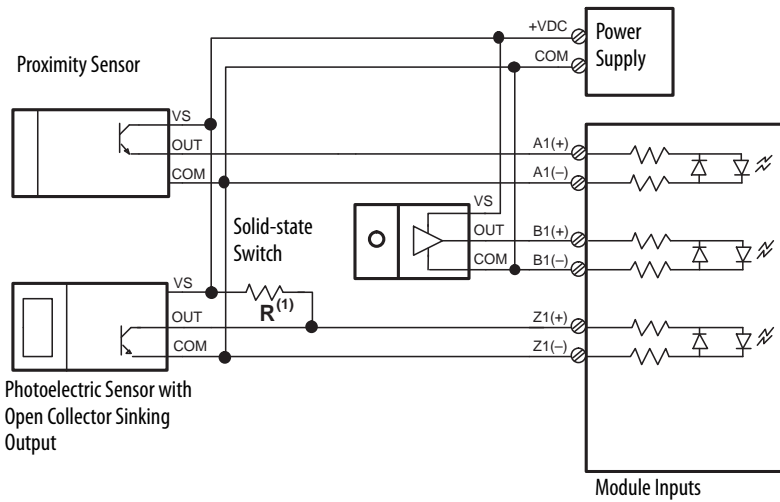 +VDC
Power
Supply
COM
Proximity Sensor
VS
OUT
COM
A1(+)
A1(–)
VS
OUT
COM
B1(+)
B1(–)
Solid-state
Switch
VS
R(1)
OUT
COM
Z1(+)
Z1(–)
Photoelectric Sensor with
Open Collector Sinking
Output
Module Inputs